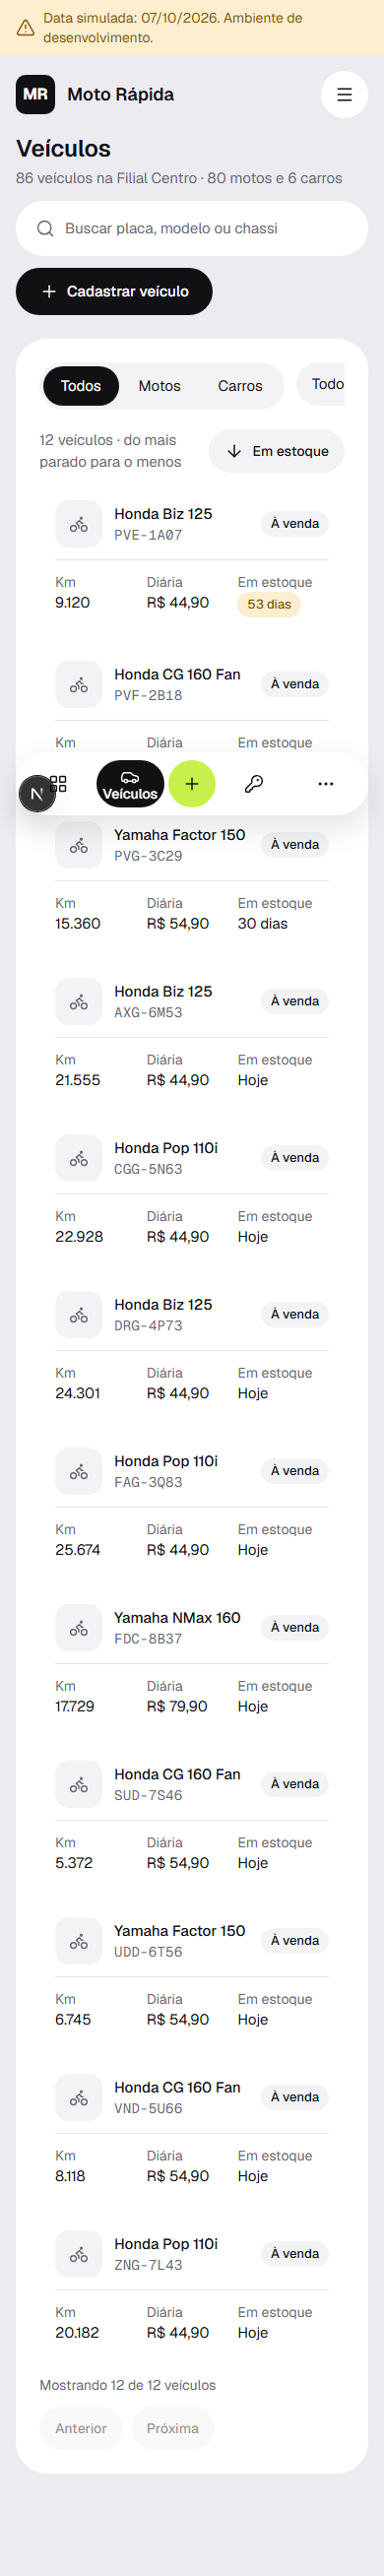 Data simulada: 07/10/2026. Ambiente de
desenvolvimento.
MR Moto Rápida
Veículos
86 veículos na Filial Centro · 80 motos e 6 carros
Buscar placa, modelo ou chassi
Cadastrar veículo
Todos Motos Carros Todo
12 veículos · do mais
parado para o menos
Em estoque
Honda Biz 125
PVE-1A07
À venda
Km Diária Em estoque
9.120 R$ 44,90 53 dias
Honda CG 160 Fan
PVF-2B18
À venda
Km Diária Em estoque
N Veículos
Yamaha Factor 150
PVG-3C29
À venda
Km Diária Em estoque
15.360 R$ 54,90 30 dias
Honda Biz 125
AXG-6M53
À venda
Km Diária Em estoque
21.555 R$ 44,90 Hoje
Honda Pop 110i
CGG-5N63
À venda
Km Diária Em estoque
22.928 R$ 44,90 Hoje
Honda Biz 125
DRG-4P73
À venda
Km Diária Em estoque
24.301 R$ 44,90 Hoje
Honda Pop 110i
FAG-3Q83
À venda
Km Diária Em estoque
25.674 R$ 44,90 Hoje
Yamaha NMax 160
FDC-8B37
À venda
Km Diária Em estoque
17.729 R$ 79,90 Hoje
Honda CG 160 Fan
SUD-7S46
À venda
Km Diária Em estoque
5.372 R$ 54,90 Hoje
Yamaha Factor 150
UDD-6T56
À venda
Km Diária Em estoque
6.745 R$ 54,90 Hoje
Honda CG 160 Fan
VND-5U66
À venda
Km Diária Em estoque
8.118 R$ 54,90 Hoje
Honda Pop 110i
ZNG-7L43
À venda
Km Diária Em estoque
20.182 R$ 44,90 Hoje
Mostrando 12 de 12 veículos
Anterior Próxima